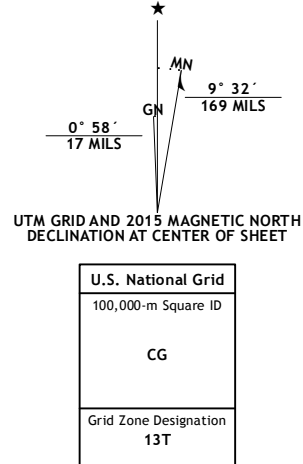 ★
MN
GN
9° 32´
169 MILS
0° 58´
17 MILS
UTM GRID AND 2015 MAGNETIC NORTH
DECLINATION AT CENTER OF SHEET
U.S. National Grid
100,000-m Square ID
CG
Grid Zone Designation
13T